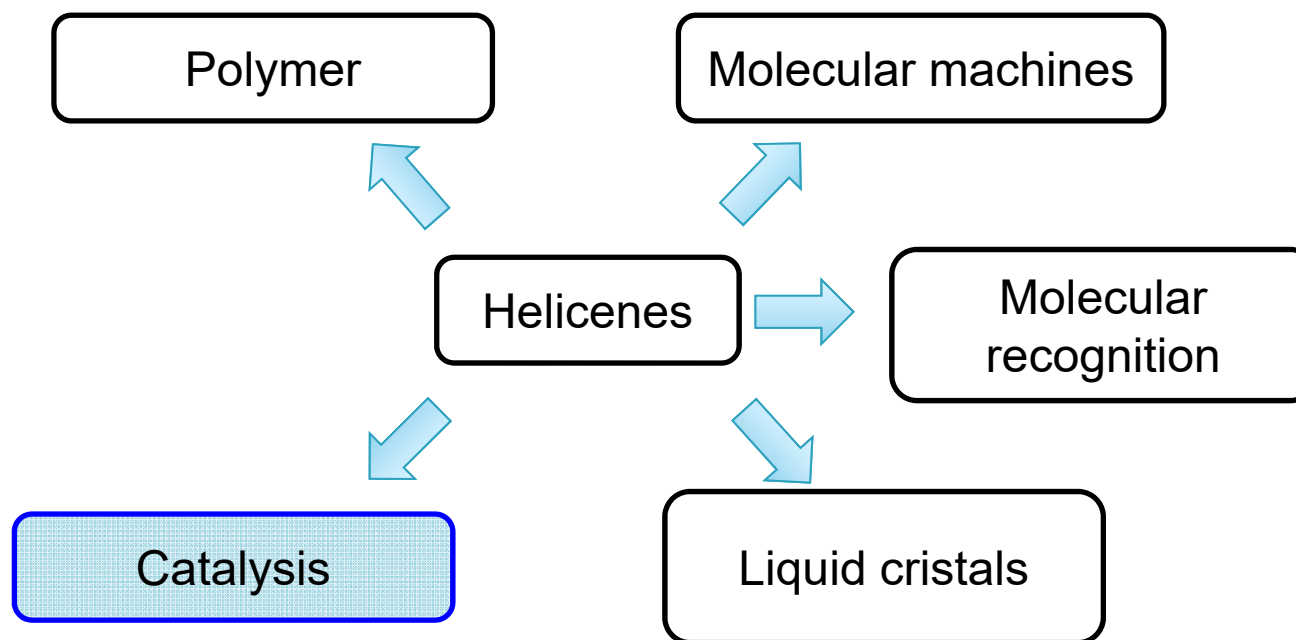 Polymer
Molecular machines
Helicenes
Molecular
recognition
Catalysis
Liquid cristals